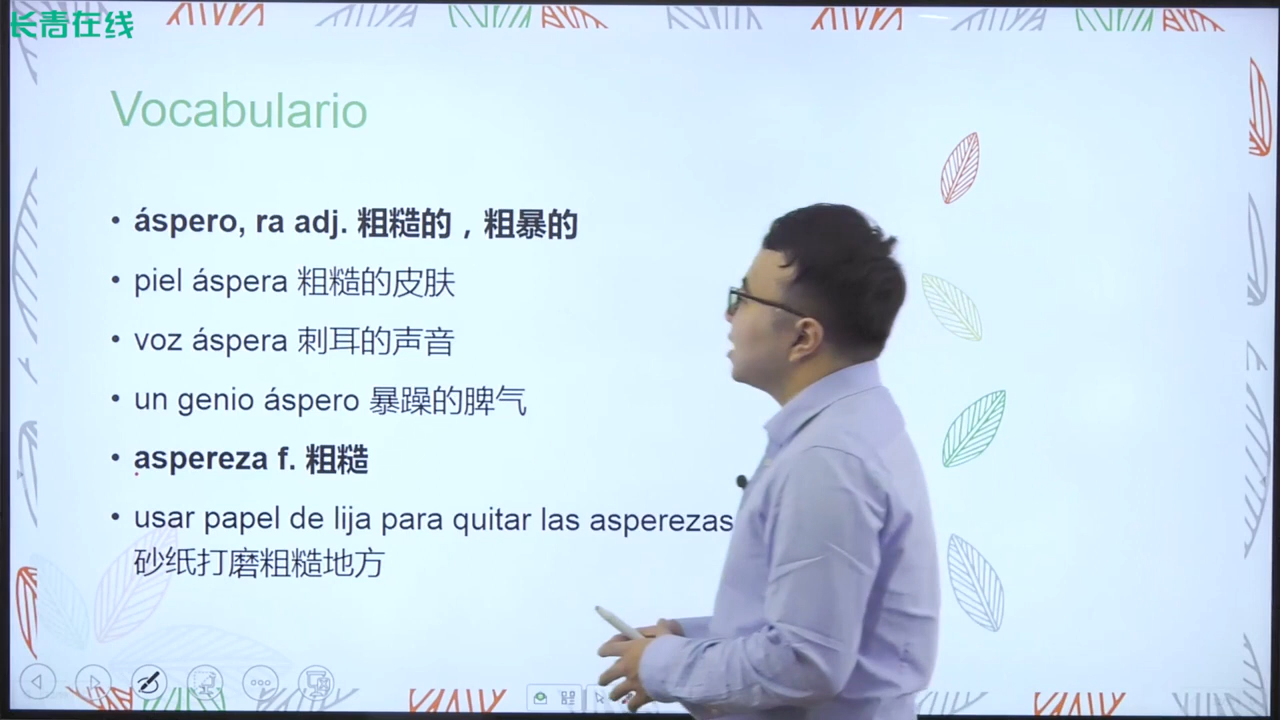 长青在线
Vocabulario
• áspero, ra adj. 粗糙的，粗暴的
• piel áspera 粗糙的皮肤
• voz áspera 刺耳的声音
• un genio áspero 暴躁的脾气
• aspereza f. 粗糙
• usar papel de lija para quitar las asperezas
砂纸打磨粗糙地方